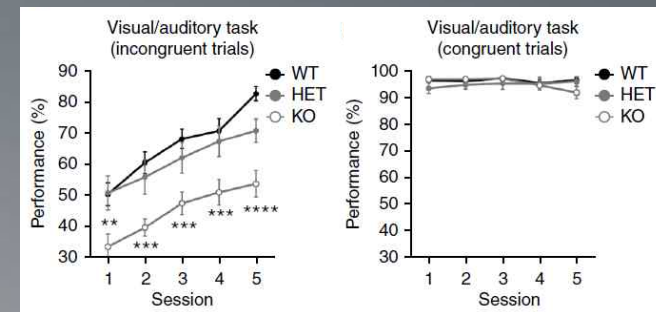 Visual/auditory task
(incongruent trials)
Performance (%)
90
80
70
60
50
40
30
WT
HET
KO
**
***
***
***
****
1 2 3 4 5
Session
Visual/auditory task
(congruent trials)
Performance (%)
100
90
80
70
60
50
40
30
WT
HET
KO
1 2 3 4 5
Session